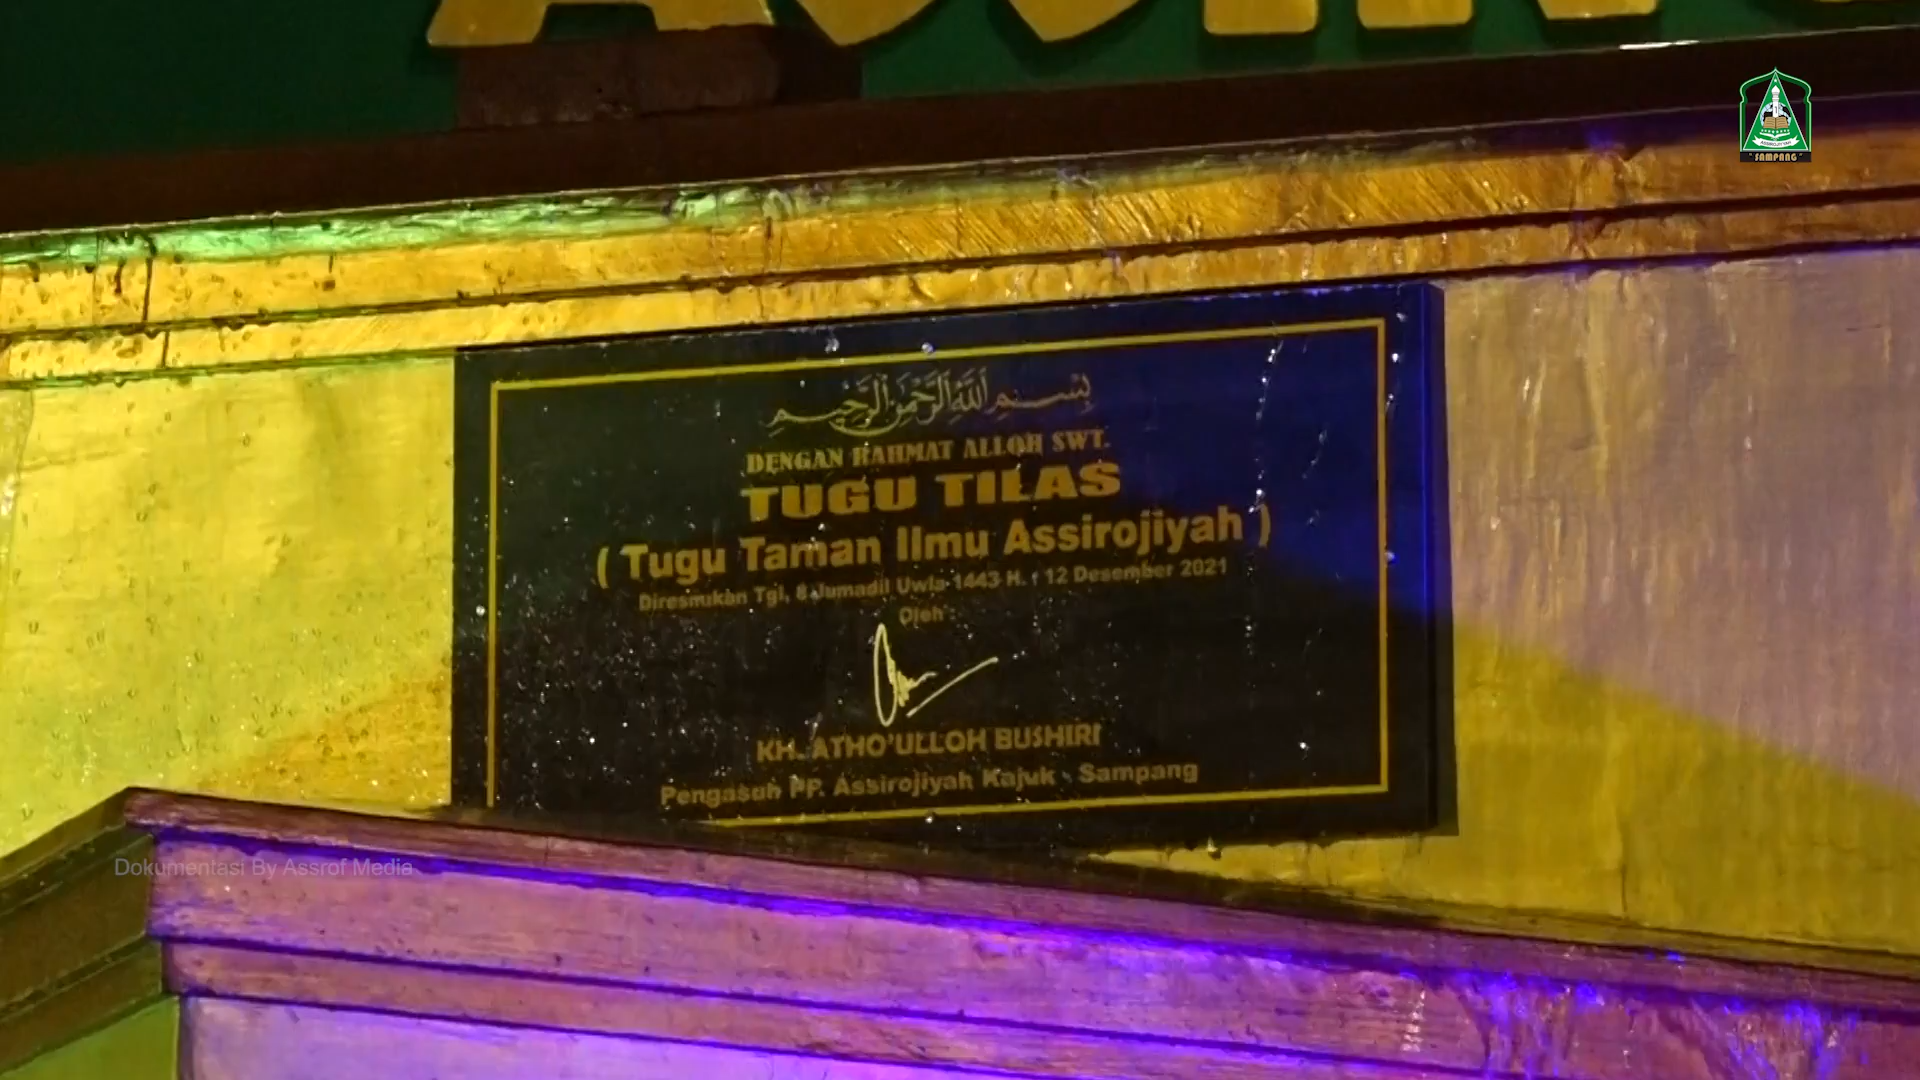 بسم الله الرحمن الرحيم
DENGAN RAHMAT ALLOH SWT.
TUGU TILAS
( Tugu Taman Ilmu Assirojiyah )
Diresmikan Tgl, 8 Jumadil Uwla 1443 H. / 12 Desember 2021
Oleh :
KH. ATHO'ULLOH BUSHIRI
Pengasuh PP. Assirojiyah Kajuk - Sampang
Dokumentasi By Assrof Media
ASSIROJIYYAH
"SAMPANG"